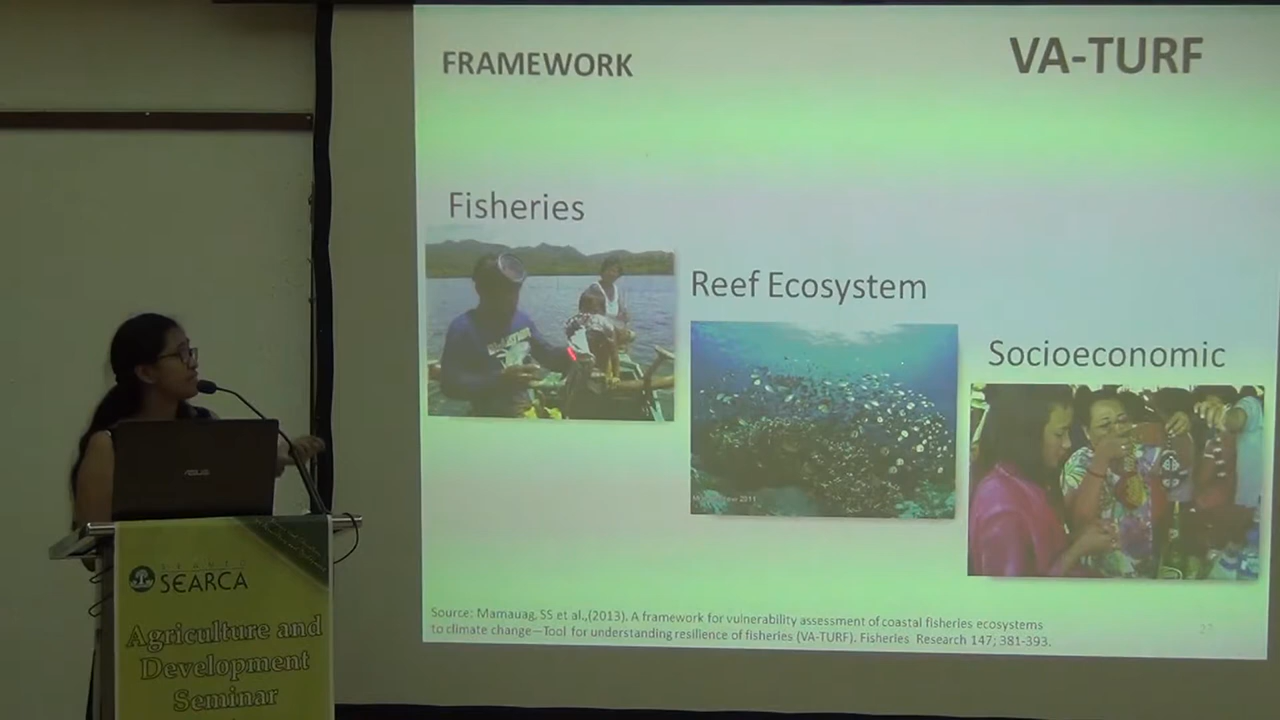 FRAMEWORK
VA-TURF
Fisheries
Reef Ecosystem
Socioeconomic
2011
Source: Mamauag, SS et al.,(2013). A framework for vulnerability assessment of coastal fisheries ecosystems
to climate change—Tool for understanding resilience of fisheries (VA-TURF). Fisheries Research 147; 381-393.
27
ASUS
SEARCA
Agriculture and
Development
Seminar